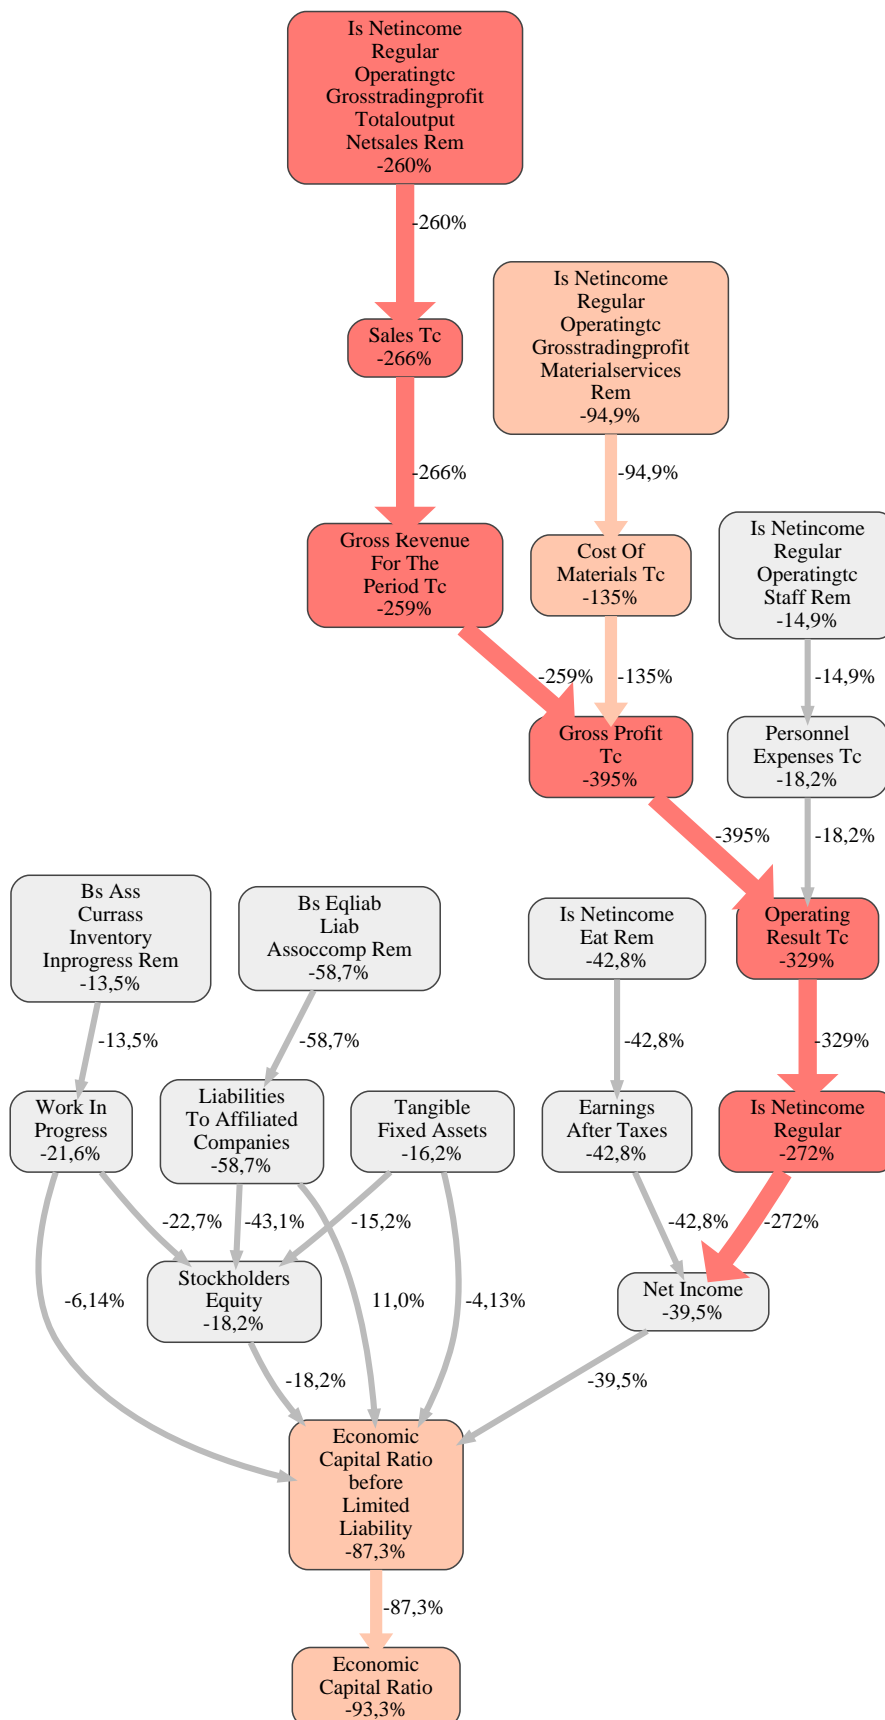 Is Netincome
Regular
Operatingtc
Grosstradingprofit
Totaloutput
Netsales Rem
-260%
-260%
Is Netincome
Regular
Operatingtc
Grosstradingprofit
Materialservices
Rem
-94,9%
Sales Tc
-266%
-266%
-94,9%
Gross Revenue
For The
Period Tc
-259%
Cost Of
Materials Tc
-135%
Is Netincome
Regular
Operatingtc
Staff Rem
-14,9%
-259%
-135%
-14,9%
Gross Profit
Tc
-395%
Personnel
Expenses Tc
-18,2%
-395%
-18,2%
Bs Ass
Currass
Inventory
Inprogress Rem
-13,5%
Bs Eqliab
Liab
Assoccomp Rem
-58,7%
Is Netincome
Eat Rem
-42,8%
Operating
Result Tc
-329%
-13,5%
-58,7%
-42,8%
-329%
Work In
Progress
-21,6%
Liabilities
To Affiliated
Companies
-58,7%
Tangible
Fixed Assets
-16,2%
Earnings
After Taxes
-42,8%
Is Netincome
Regular
-272%
-22,7%
-43,1%
-15,2%
-42,8%
-272%
Stockholders
Equity
-18,2%
Net Income
-39,5%
-6,14%
11,0%
-4,13%
-18,2%
-39,5%
Economic
Capital Ratio
before
Limited
Liability
-87,3%
-87,3%
Economic
Capital Ratio
-93,3%